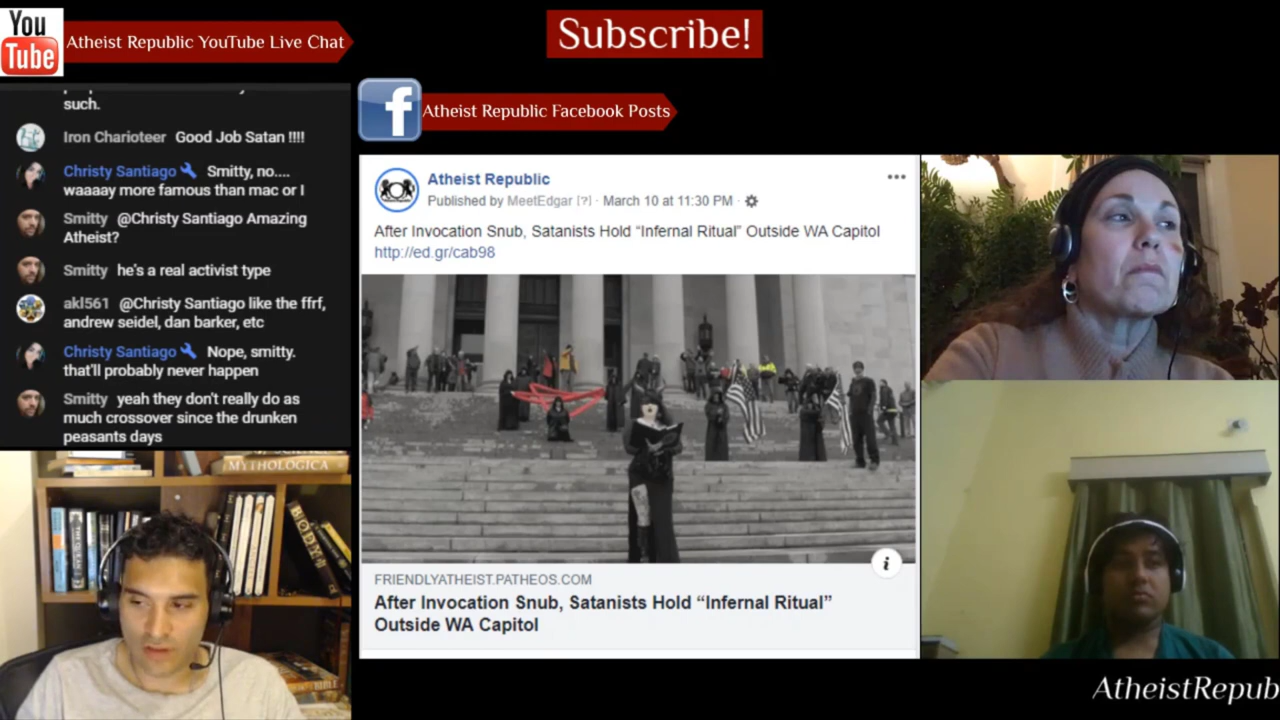 You
Tube
Atheist Republic YouTube Live Chat
Subscribe!
such.
Iron Charioteer Good Job Satan !!!!
Christy Santiago Smitty, no....
waaaay more famous than mac or I
Smitty @Christy Santiago Amazing
Atheist?
Smitty he's a real activist type
akl561 @Christy Santiago like the ffrf,
andrew seidel, dan barker, etc
Christy Santiago Nope, smitty.
that'll probably never happen
Smitty yeah they don't really do as
much crossover since the drunken
peasants days
f
Atheist Republic Facebook Posts
Atheist Republic
Published by MeetEdgar [?] · March 10 at 11:30 PM ·
After Invocation Snub, Satanists Hold “Infernal Ritual” Outside WA Capitol
http://ed.gr/cab98
i
FRIENDLYATHEIST.PATHEOS.COM
After Invocation Snub, Satanists Hold “Infernal Ritual”
Outside WA Capitol
MYTHOLOGICA
BODY
BIBLE
AtheistRepub